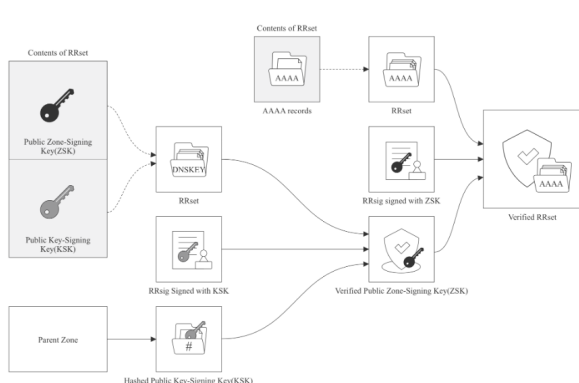 Contents of RRset
Contents of RRset
AAAA
AAAA
AAAA records
RRset
Public Zone-Signing
Key(ZSK)
DNSKEY
RRset
RRsig signed with ZSK
AAAA
Verified RRset
Public Key-Signing
Key(KSK)
RRsig Signed with KSK
Verified Public Zone-Signing Key(ZSK)
Parent Zone
#
Hashed Public Key-Signing Key(KSK)